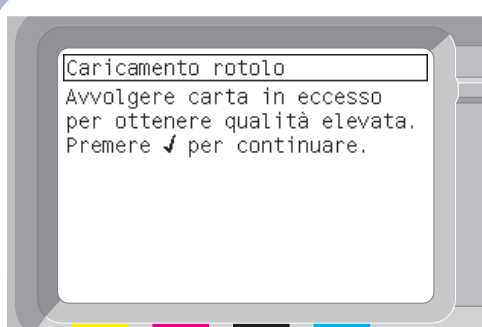 Caricamento rotolo
Avvolgere carta in eccesso
per ottenere qualità elevata.
Premere ✓ per continuare.